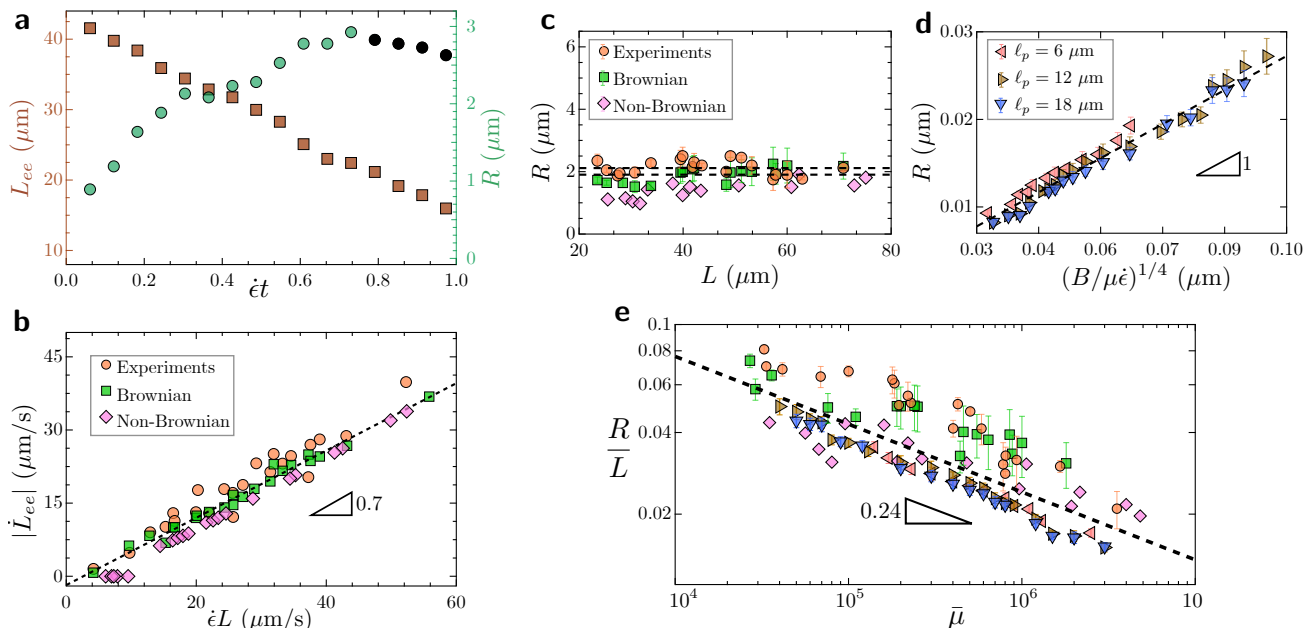 a
40
30
20
10
L_ee (μm)
3
2
1
0
R (μm)
0.0 0.2 0.4 0.6 0.8 1.0
ϵ̇t
b
45
30
15
0
|L̇_ee| (μm/s)
Experiments
Brownian
Non-Brownian
0.7
0 20 40 60
ϵ̇L (μm/s)
c
6
4
2
0
R (μm)
Experiments
Brownian
Non-Brownian
20 40 60 80
L (μm)
d
0.03
0.02
0.01
R (μm)
ℓ_p = 6 μm
ℓ_p = 12 μm
ℓ_p = 18 μm
1
0.03 0.04 0.06 0.07 0.09 0.10
(B/μϵ̇)^1/4 (μm)
e
0.1
0.08
0.06
0.04
0.02
R/L
0.24
10^4 10^5 10^6 10
μ̄